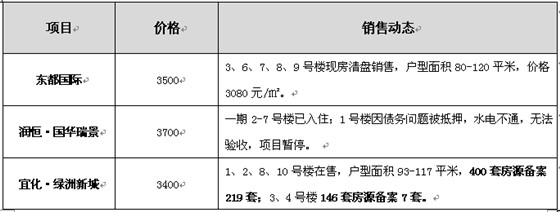 项目 价格 销售动态
3、6、7、8、9 号楼现房清盘销售，户型面积 80-120 平米，价格
东都国际 3500
3080 元/㎡。
一期 2-7 号楼已入住；1 号楼因债务问题被抵押，水电不通，无法
润恒·国华瑞景 3700
验收，项目暂停。
1、2、8、10 号楼在售，户型面积 93-117 平米，400 套房源备案
宜化·绿洲新城 3400
219 套；3、4 号楼 146 套房源备案 7 套。